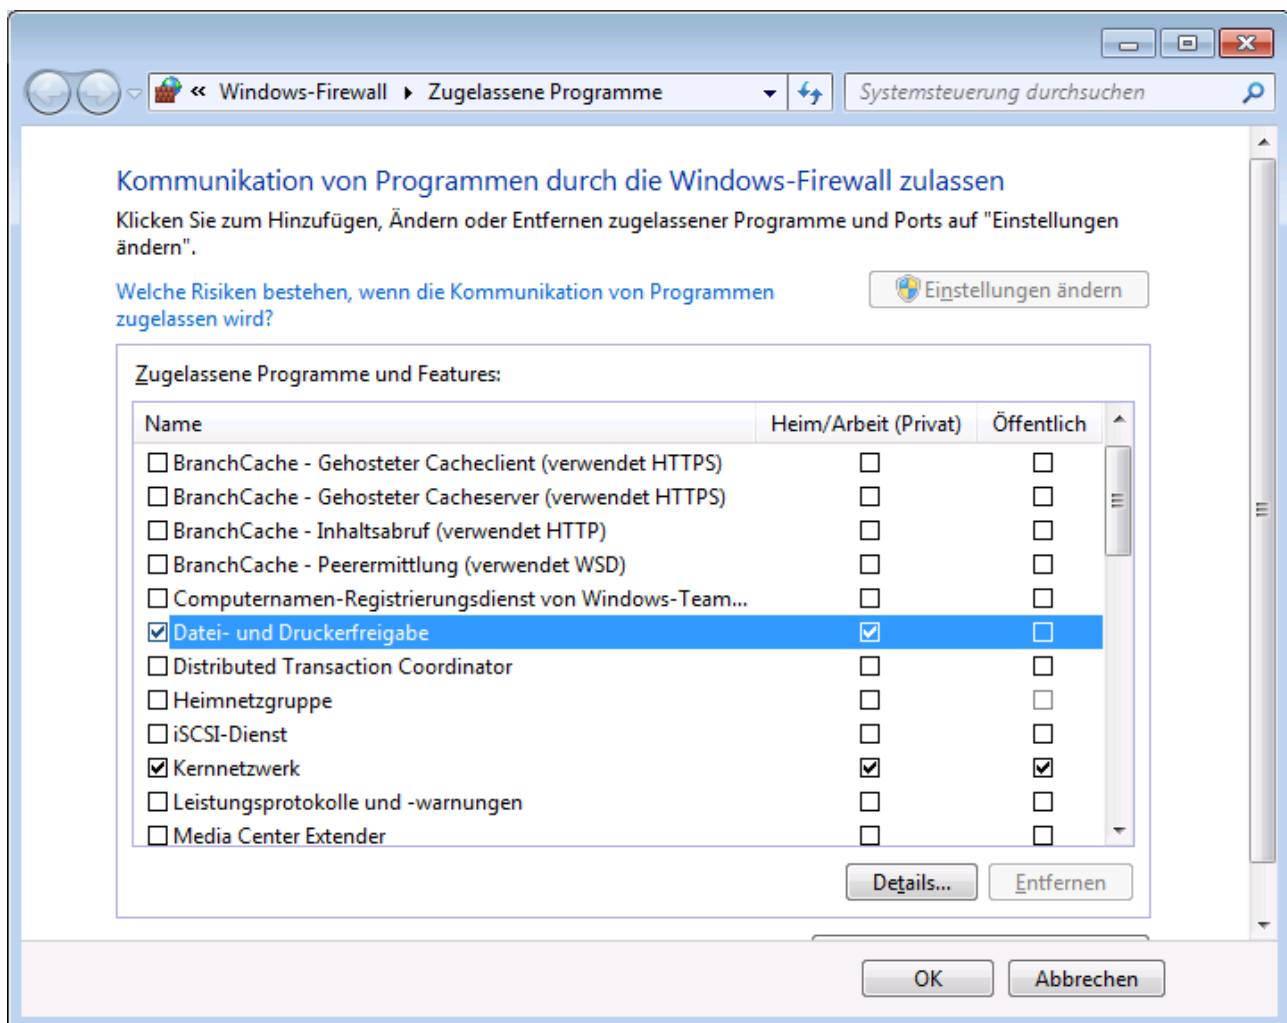 « Windows-Firewall ▸ Zugelassene Programme
Systemsteuerung durchsuchen
Kommunikation von Programmen durch die Windows-Firewall zulassen
Klicken Sie zum Hinzufügen, Ändern oder Entfernen zugelassener Programme und Ports auf "Einstellungen
ändern".
Welche Risiken bestehen, wenn die Kommunikation von Programmen
zugelassen wird?
Einstellungen ändern
Zugelassene Programme und Features:
Name Heim/Arbeit (Privat) Öffentlich
BranchCache - Gehosteter Cacheclient (verwendet HTTPS)
BranchCache - Gehosteter Cacheserver (verwendet HTTPS)
BranchCache - Inhaltsabruf (verwendet HTTP)
BranchCache - Peerermittlung (verwendet WSD)
Computernamen-Registrierungsdienst von Windows-Team...
Datei- und Druckerfreigabe
Distributed Transaction Coordinator
Heimnetzgruppe
iSCSI-Dienst
Kernnetzwerk
Leistungsprotokolle und -warnungen
Media Center Extender
Details... Entfernen
OK Abbrechen